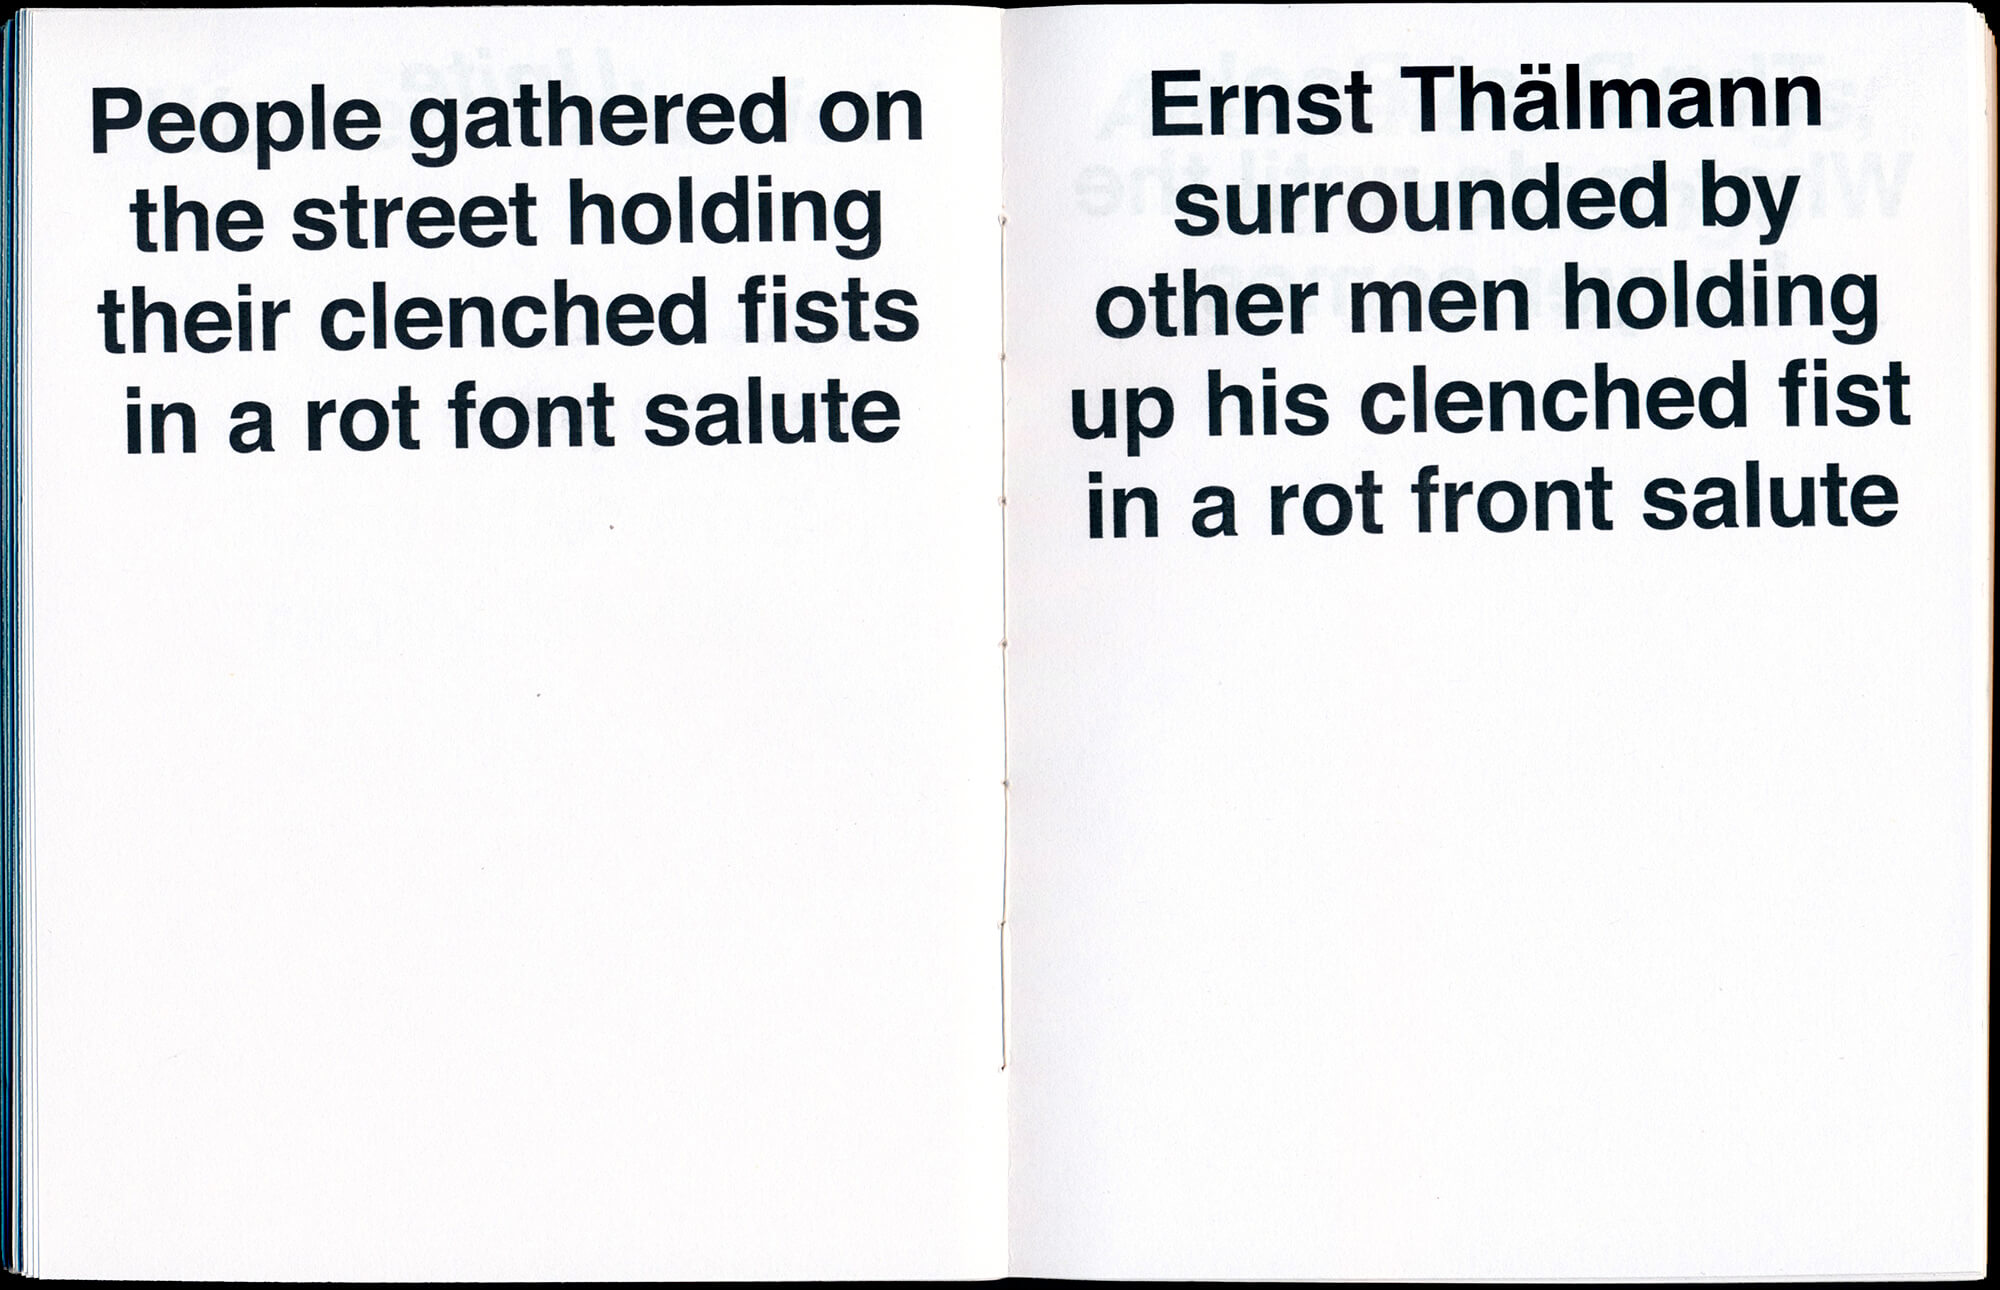 People gathered on
the street holding
their clenched fists
in a rot font salute
Ernst Thälmann
surrounded by
other men holding
up his clenched fist
in a rot front salute